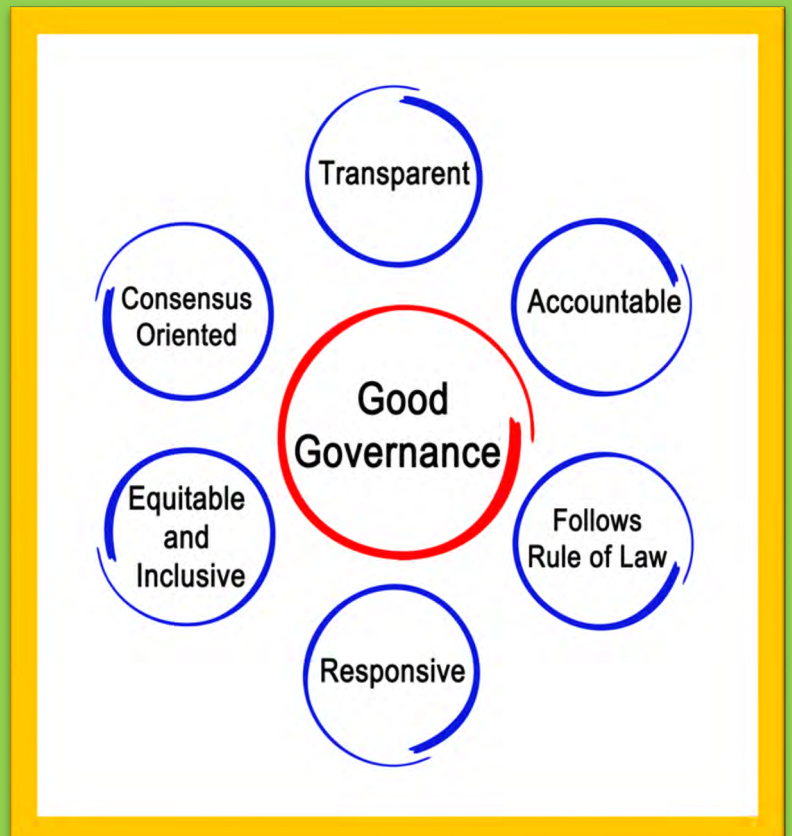 Transparent
Consensus
Oriented
Accountable
Good
Governance
Equitable
and
Inclusive
Follows
Rule of Law
Responsive